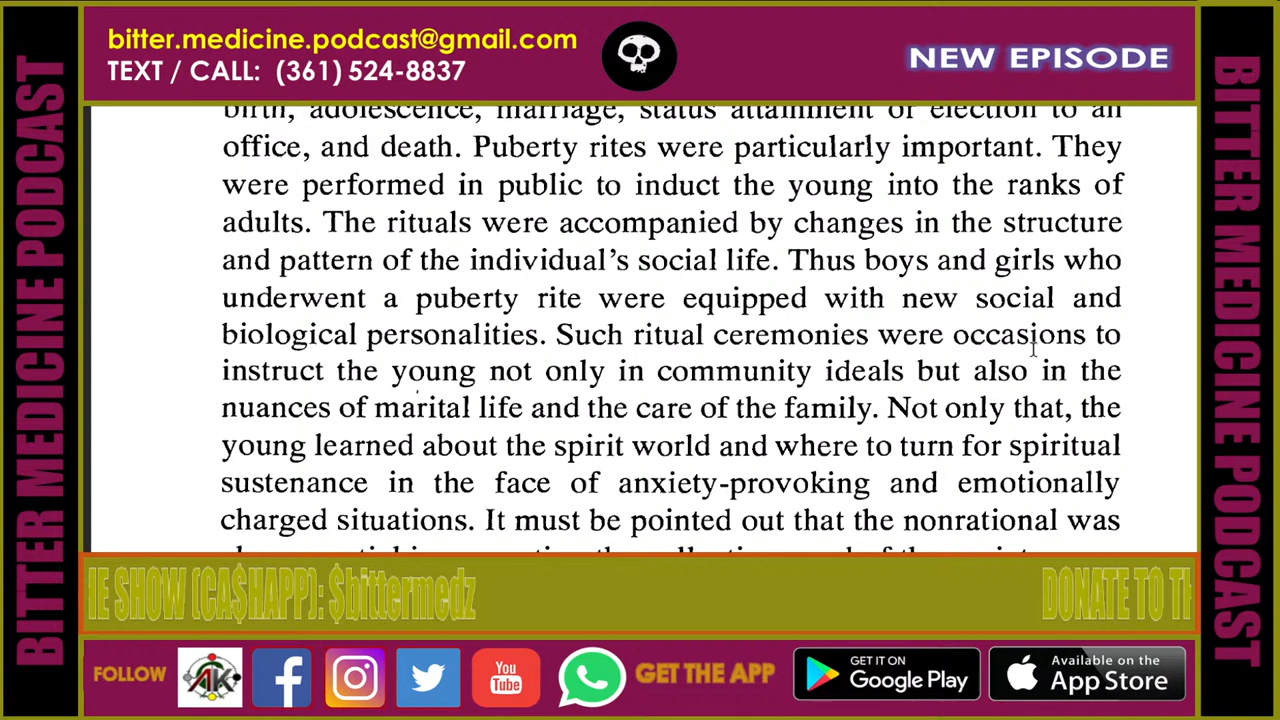 bitter.medicine.podcast@gmail.com
TEXT / CALL: (361) 524-8837
NEW EPISODE
BITTER MEDICINE PODCAST
birth, adolescence, marriage, status attainment or election to an
office, and death. Puberty rites were particularly important. They
were performed in public to induct the young into the ranks of
adults. The rituals were accompanied by changes in the structure
and pattern of the individual's social life. Thus boys and girls who
underwent a puberty rite were equipped with new social and
biological personalities. Such ritual ceremonies were occasions to
instruct the young not only in community ideals but also in the
nuances of marital life and the care of the family. Not only that, the
young learned about the spirit world and where to turn for spiritual
sustenance in the face of anxiety-provoking and emotionally
charged situations. It must be pointed out that the nonrational was
BITTER MEDICINE PODCAST
HE SHOW (CA$HAPP): $bittermedz
DONATE TO TH
FOLLOW
ATK
You
Tube
GET THE APP
GET IT ON
Google Play
Available on the
App Store